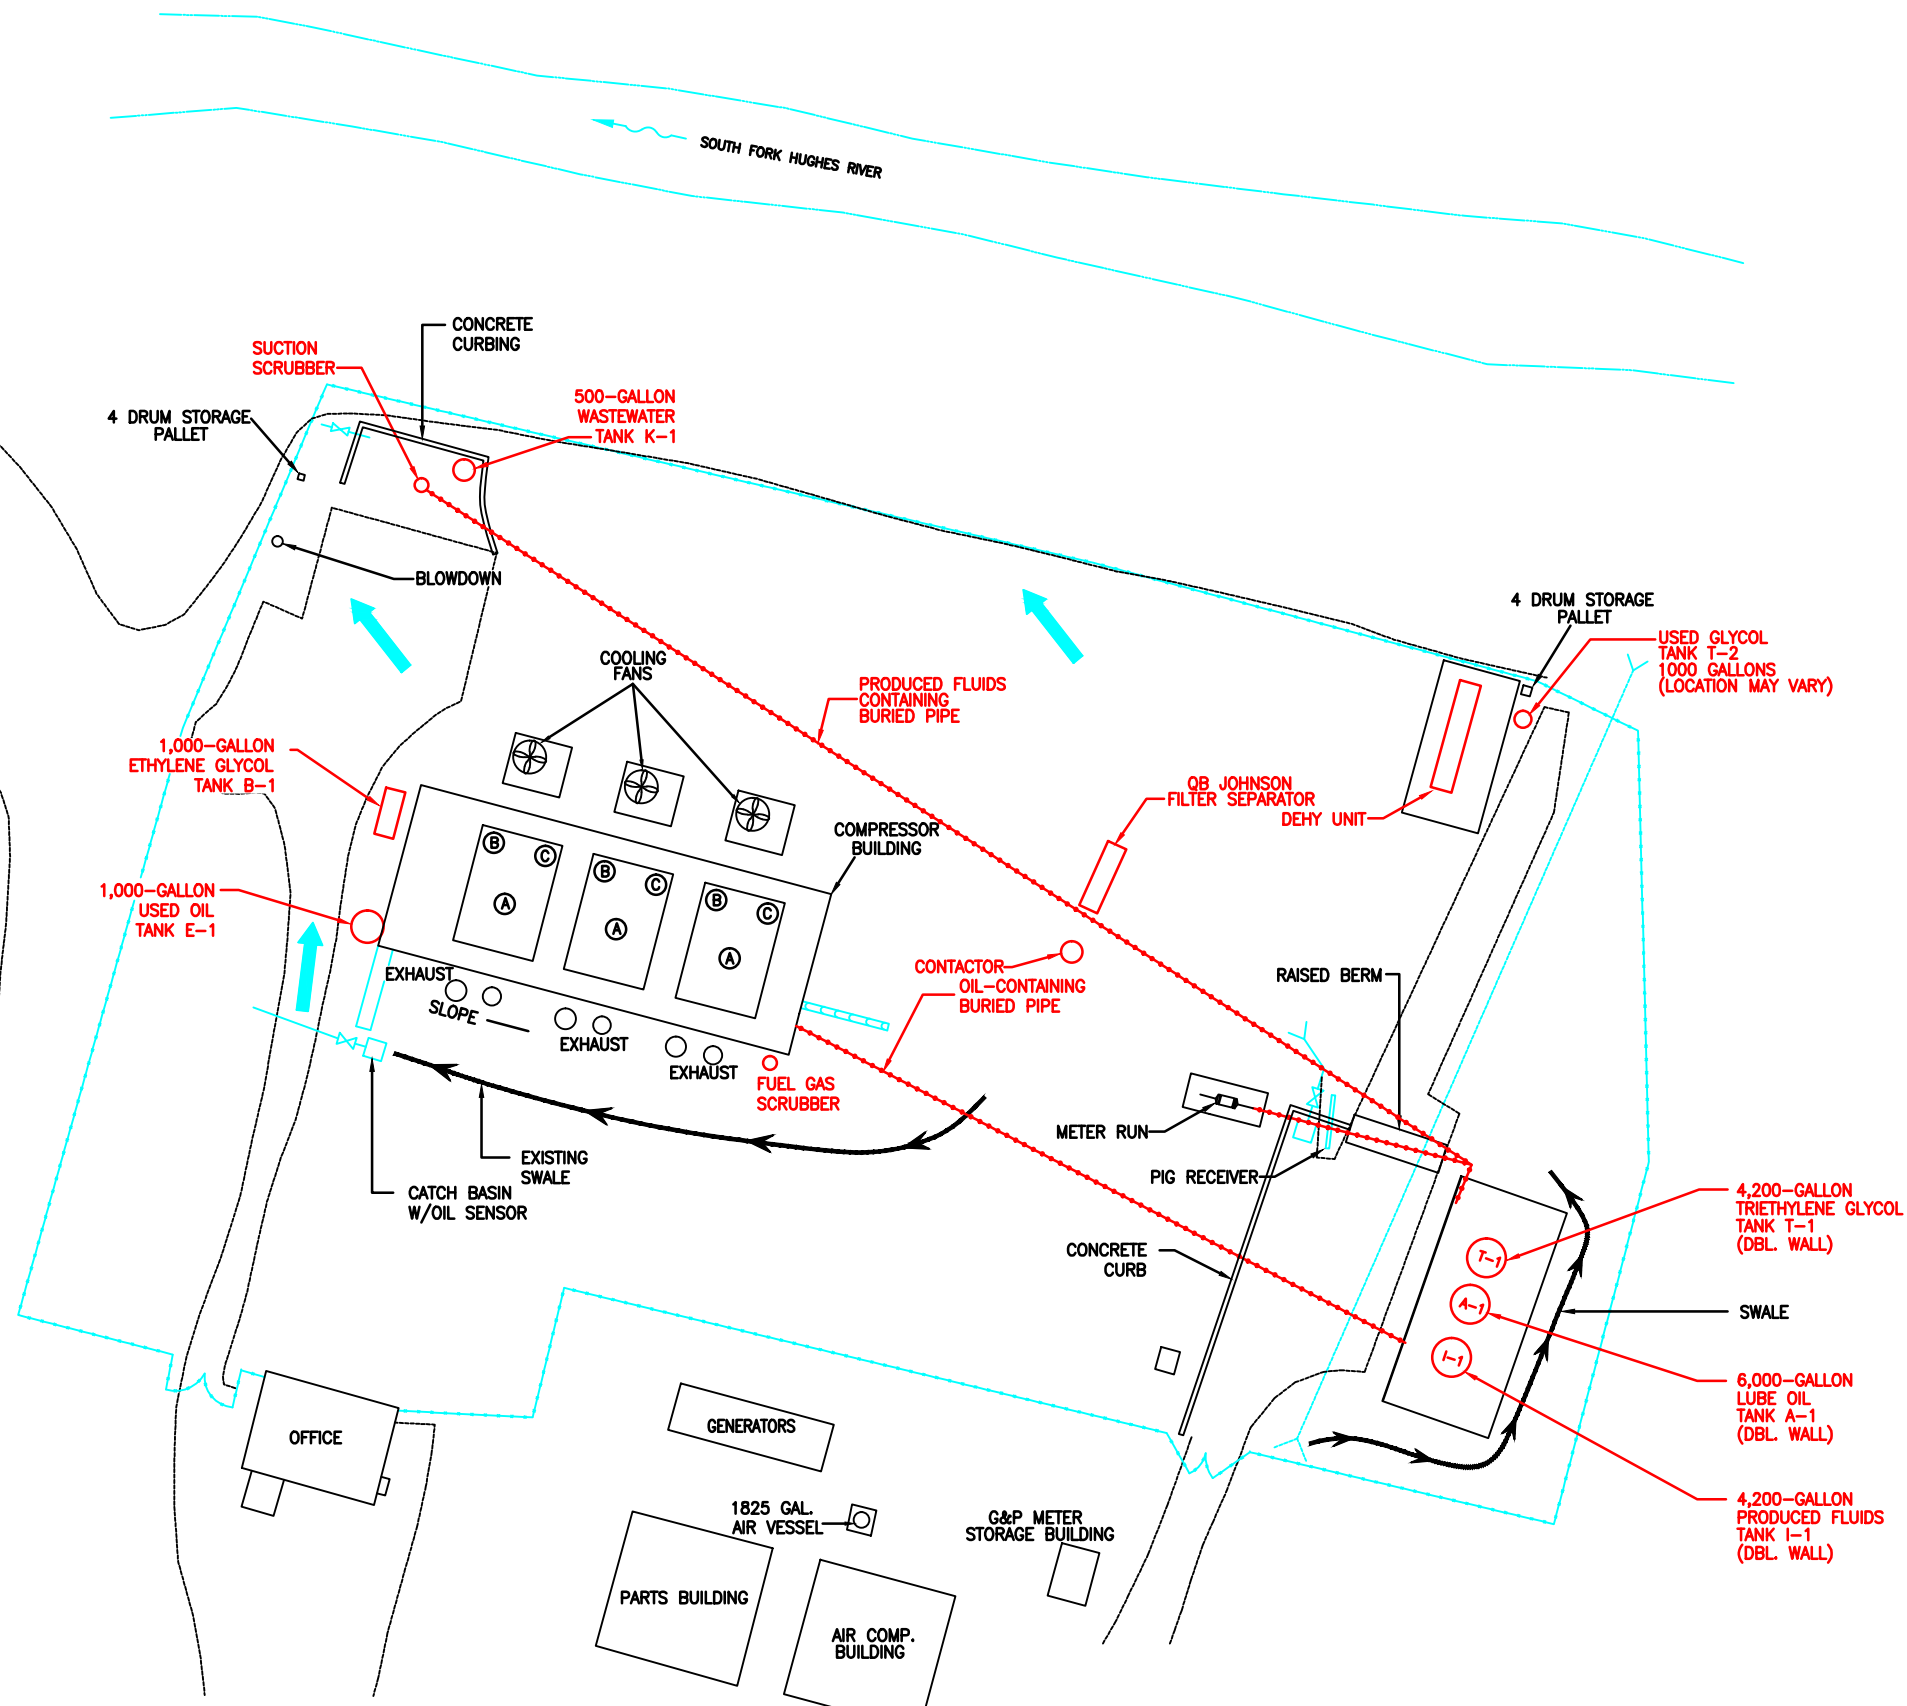 SOUTH FORK HUGHES RIVER
CONCRETE
CURBING
SUCTION
SCRUBBER
500-GALLON
WASTEWATER
TANK K-1
4 DRUM STORAGE
PALLET
BLOWDOWN
4 DRUM STORAGE
PALLET
USED GLYCOL
TANK T-2
1000 GALLONS
(LOCATION MAY VARY)
COOLING
FANS
PRODUCED FLUIDS
CONTAINING
BURIED PIPE
1,000-GALLON
ETHYLENE GLYCOL
TANK B-1
QB JOHNSON
FILTER SEPARATOR
DEHY UNIT
COMPRESSOR
BUILDING
B
C
A
B
C
A
B
C
A
1,000-GALLON
USED OIL
TANK E-1
EXHAUST
SLOPE
EXHAUST
EXHAUST
CONTACTOR
OIL-CONTAINING
BURIED PIPE
RAISED BERM
FUEL GAS
SCRUBBER
METER RUN
PIG RECEIVER
EXISTING
SWALE
CATCH BASIN
W/OIL SENSOR
4,200-GALLON
TRIETHYLENE GLYCOL
TANK T-1
(DBL. WALL)
T-1
A-1
I-1
CONCRETE
CURB
SWALE
6,000-GALLON
LUBE OIL
TANK A-1
(DBL. WALL)
4,200-GALLON
PRODUCED FLUIDS
TANK I-1
(DBL. WALL)
OFFICE
GENERATORS
1825 GAL.
AIR VESSEL
G&P METER
STORAGE BUILDING
PARTS BUILDING
AIR COMP.
BUILDING